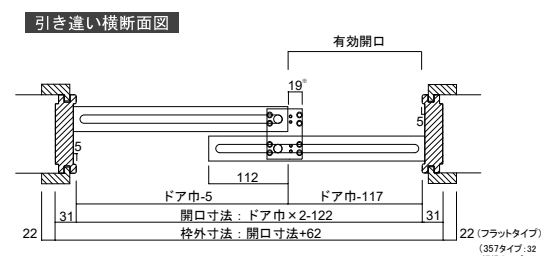 引き違い横断面図
有効開口
19※
5
5
112
ドア巾-5
ドア巾-117
31
開口寸法：ドア巾×2-122
31
22
枠外寸法：開口寸法+62
22（フラットタイプ）
（357タイプ：32